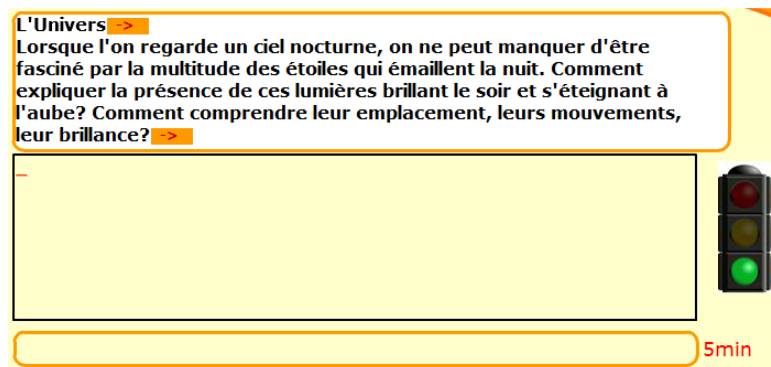 L'Univers ->
Lorsque l'on regarde un ciel nocturne, on ne peut manquer d'être
fasciné par la multitude des étoiles qui émaillent la nuit. Comment
expliquer la présence de ces lumières brillant le soir et s'éteignant à
l'aube? Comment comprendre leur emplacement, leurs mouvements,
leur brillance? ->
_
5min